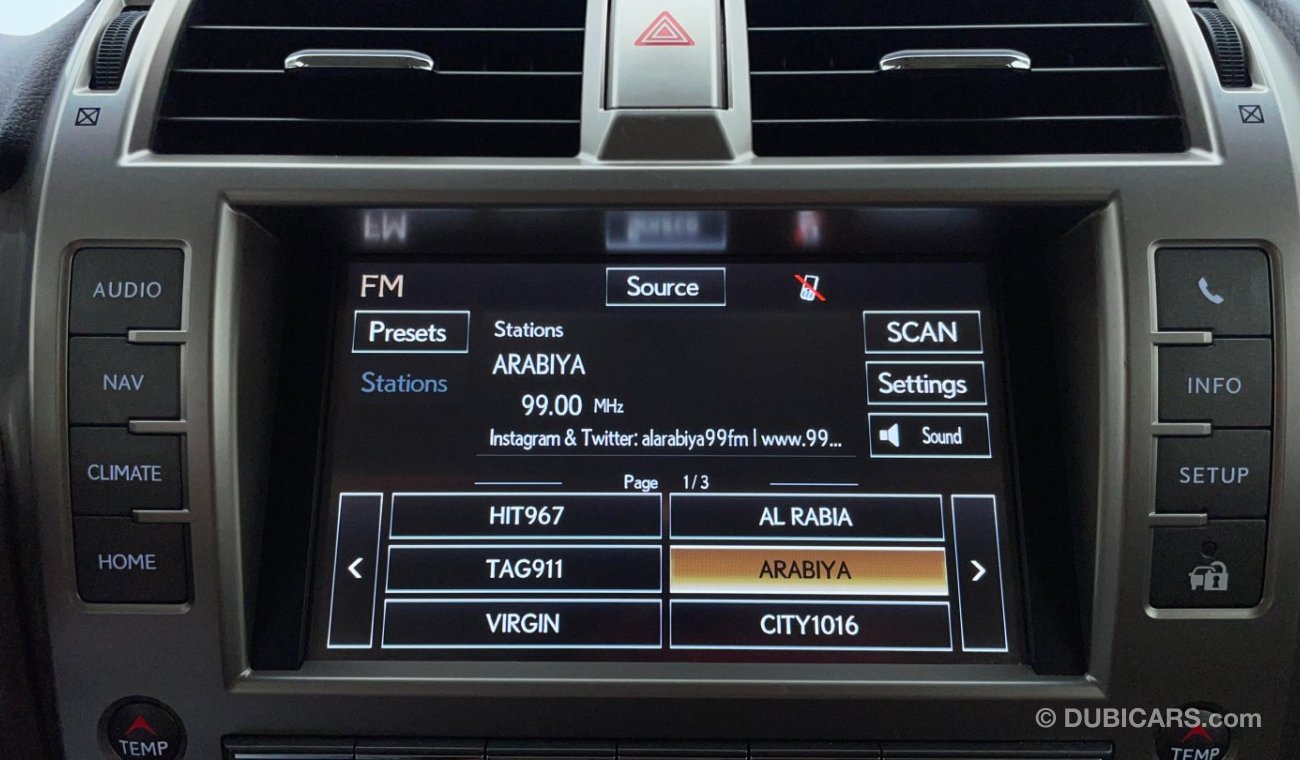 FM
Source
Presets
Stations
SCAN
ARABIYA
Stations
Settings
99.00 MHz
Instagram & Twitter: alarabiya99fm | www.99...
Sound
Page 1/3
HIT967
AL RABIA
<
TAG911
ARABIYA
>
VIRGIN
CITY1016
AUDIO
NAV
CLIMATE
HOME
INFO
SETUP
TEMP
TEMP
© DUBICARS.com